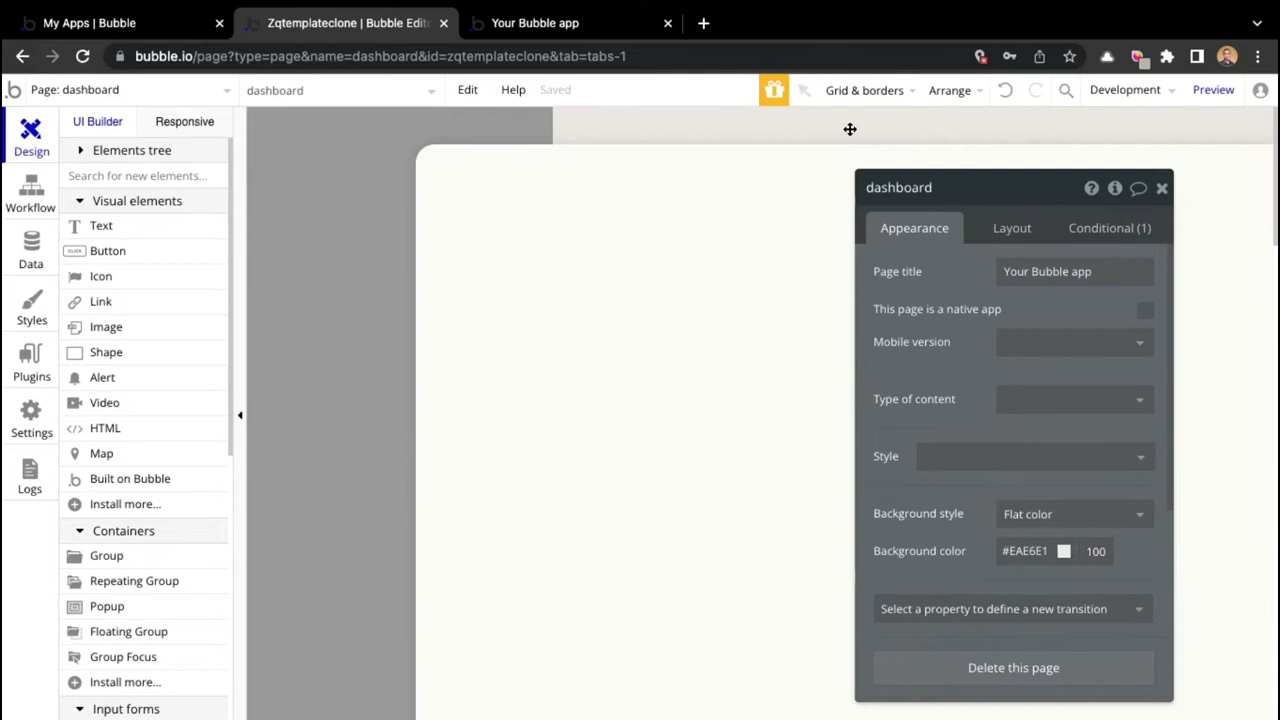 My Apps | Bubble
Zqtemplateclone | Bubble Edito
Your Bubble app
bubble.io/page?type=page&name=dashboard&id=zqtemplateclone&tab=tabs-1
Page: dashboard
dashboard
Edit
Help
Saved
Grid & borders
Arrange
Development
Preview
Design
Workflow
Data
Styles
Plugins
Settings
Logs
UI Builder
Responsive
Elements tree
Search for new elements...
Visual elements
Text
CLICK
Button
Icon
Link
Image
Shape
Alert
Video
HTML
Map
Built on Bubble
Install more...
Containers
Group
Repeating Group
Popup
Floating Group
Group Focus
Install more...
Input forms
dashboard
Appearance
Layout
Conditional (1)
Page title
Your Bubble app
This page is a native app
Mobile version
Type of content
Style
Background style
Flat color
Background color
#EAE6E1
100
Select a property to define a new transition
Delete this page